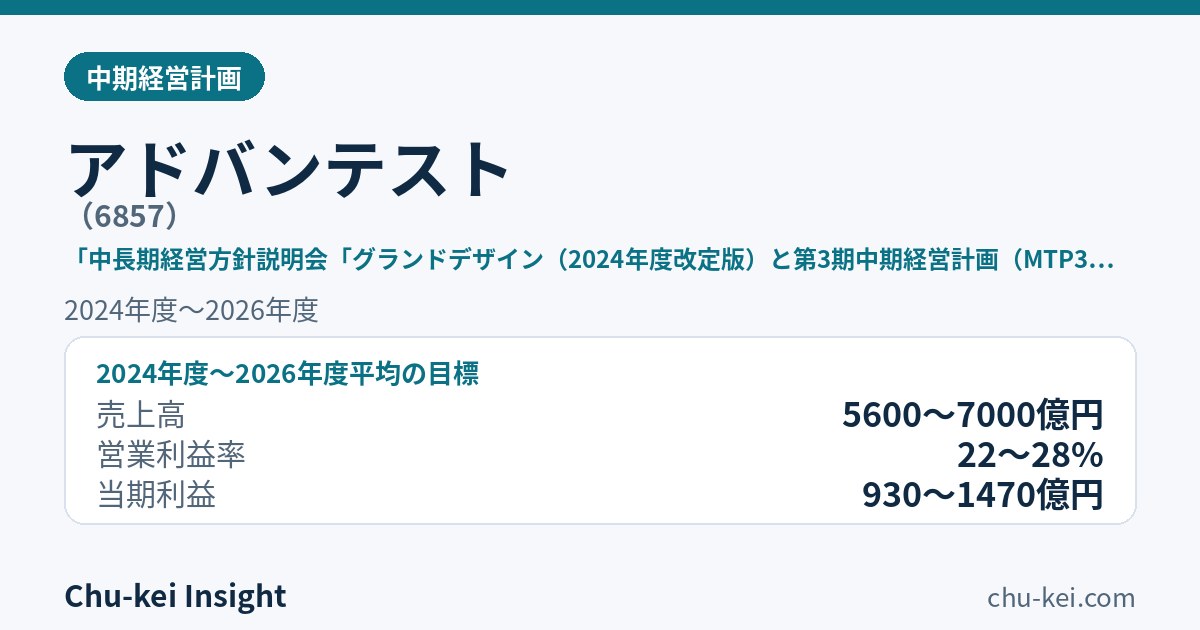 中期経営計画
アドバンテスト
（6857）
「中長期経営方針説明会「グランドデザイン（2024年度改定版）と第3期中期経営計画（MTP3…
2024年度〜2026年度
2024年度〜2026年度平均の目標
売上高 5600〜7000億円
営業利益率 22〜28%
当期利益 930〜1470億円
Chu-kei Insight
chu-kei.com